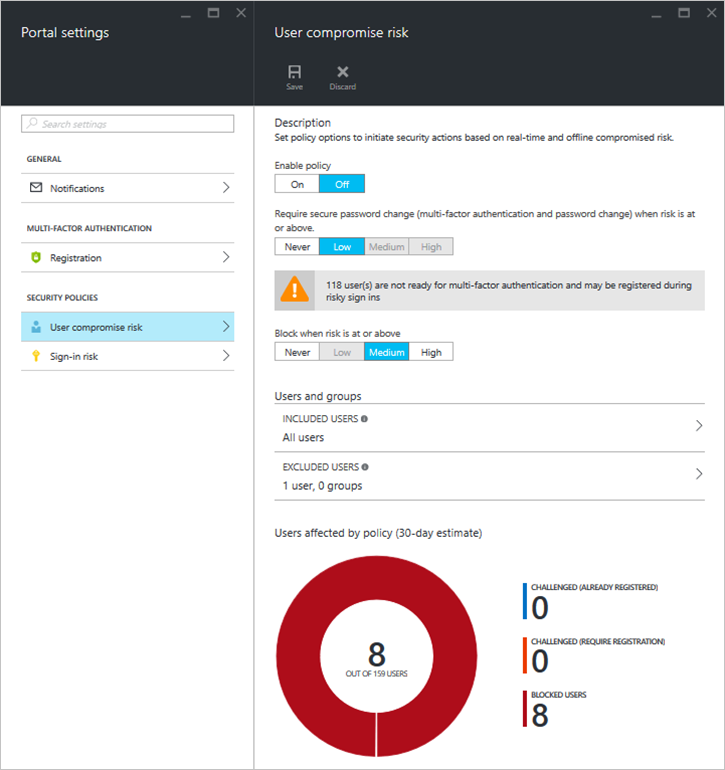 Portal settings
Search settings
GENERAL
Notifications
MULTI-FACTOR AUTHENTICATION
Registration
SECURITY POLICIES
User compromise risk
Sign-in risk
User compromise risk
Save Discard
Description
Set policy options to initiate security actions based on real-time and offline compromised risk.
Enable policy
On Off
Require secure password change (multi-factor authentication and password change) when risk is at
or above.
Never Low Medium High
118 user(s) are not ready for multi-factor authentication and may be registered during
risky sign ins
Block when risk is at or above
Never Low Medium High
Users and groups
INCLUDED USERS
All users
EXCLUDED USERS
1 user, 0 groups
Users affected by policy (30-day estimate)
8
OUT OF 159 USERS
CHALLENGED (ALREADY REGISTERED)
0
CHALLENGED (REQUIRE REGISTRATION)
0
BLOCKED USERS
8